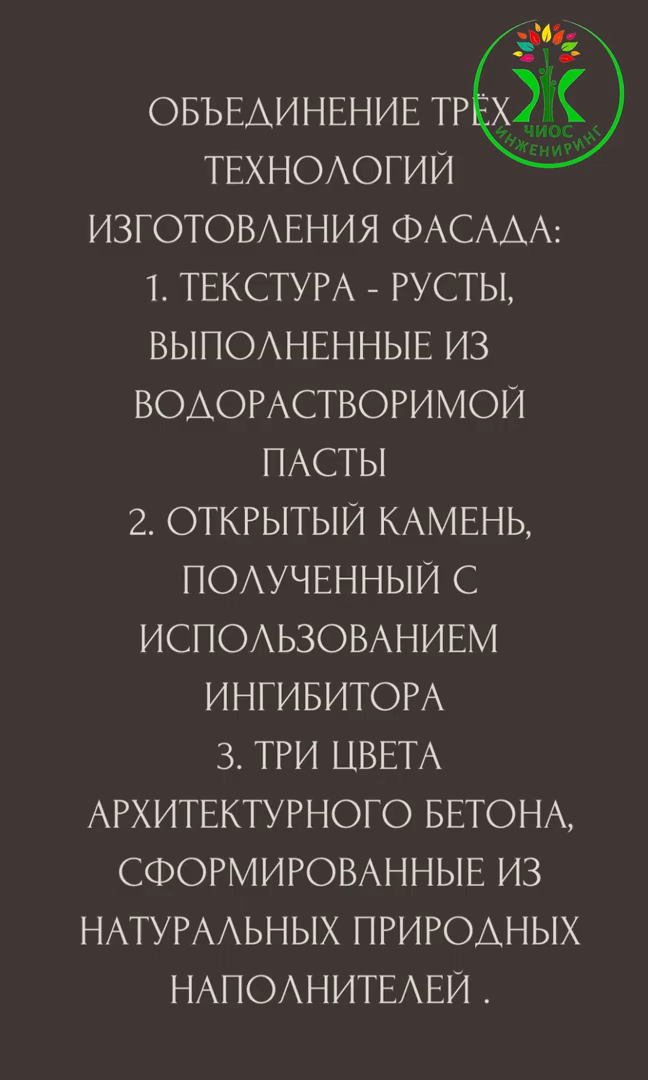 ОБЪЕДИНЕНИЕ ТРЁХ
ТЕХНОЛОГИЙ
ИЗГОТОВЛЕНИЯ ФАСАДА:
1. ТЕКСТУРА - РУСТЫ,
ВЫПОЛНЕННЫЕ ИЗ
ВОДОРАСТВОРИМОЙ
ПАСТЫ
2. ОТКРЫТЫЙ КАМЕНЬ,
ПОЛУЧЕННЫЙ С
ИСПОЛЬЗОВАНИЕМ
ИНГИБИТОРА
3. ТРИ ЦВЕТА
АРХИТЕКТУРНОГО БЕТОНА,
СФОРМИРОВАННЫЕ ИЗ
НАТУРАЛЬНЫХ ПРИРОДНЫХ
НАПОЛНИТЕЛЕЙ .
ЧИОС
ИНЖЕНИРИНГ